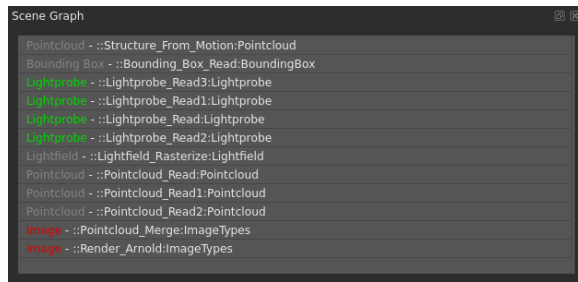 Scene Graph
Pointcloud - ::Structure_From_Motion:Pointcloud
Bounding Box - ::Bounding_Box_Read:BoundingBox
Lightprobe - ::Lightprobe_Read3:Lightprobe
Lightprobe - ::Lightprobe_Read1:Lightprobe
Lightprobe - ::Lightprobe_Read:Lightprobe
Lightprobe - ::Lightprobe_Read2:Lightprobe
Lightfield - ::Lightfield_Rasterize:Lightfield
Pointcloud - ::Pointcloud_Read:Pointcloud
Pointcloud - ::Pointcloud_Read1:Pointcloud
Pointcloud - ::Pointcloud_Read2:Pointcloud
Image - ::Pointcloud_Merge:ImageTypes
Image - ::Render_Arnold:ImageTypes